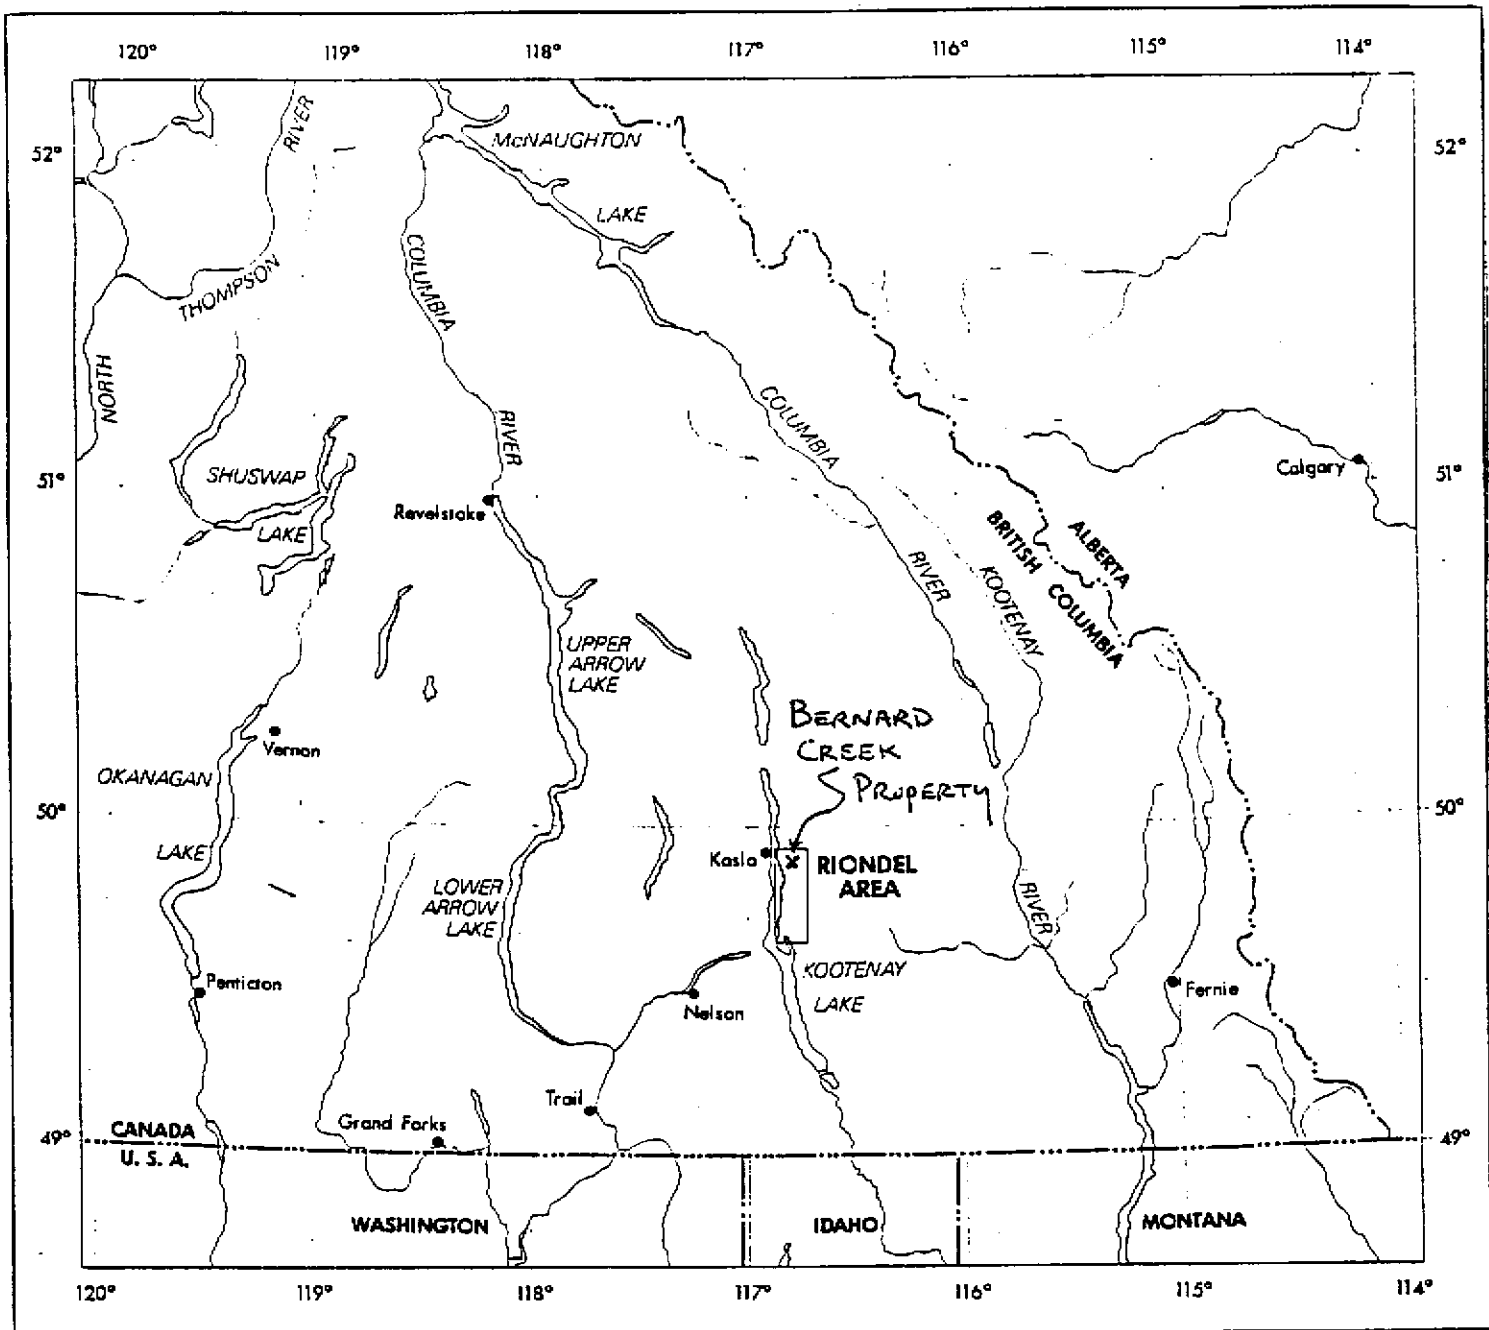 120° 119° 118° 117° 116° 115° 114°
RIVER
McNAUGHTON
52° 52°
LAKE
COLUMBIA
THOMPSON
NORTH
COLUMBIA
RIVER
SHUSWAP
Calgary
51° 51°
Revelstoke
LAKE
ALBERTA
BRITISH COLUMBIA
RIVER
KOOTENAY
UPPER
ARROW
LAKE
BERNARD
CREEK
PROPERTY
Vernon
OKANAGAN
50° 50°
LAKE
Kaslo
RIONDEL
AREA
LOWER
ARROW
LAKE
RIVER
KOOTENAY
LAKE
Penticton
Nelson
Fernie
Trail
Grand Forks
49° 49°
CANADA
U. S. A.
WASHINGTON
IDAHO
MONTANA
120° 119° 118° 117° 116° 115° 114°